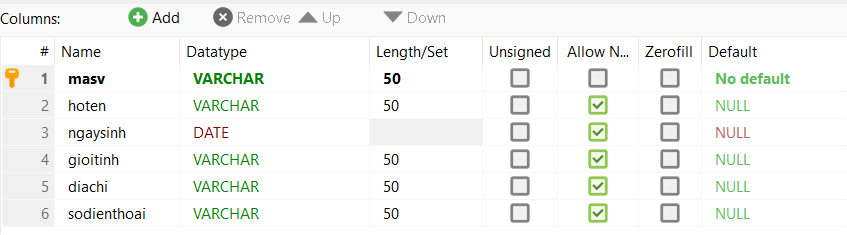 Columns: Add Remove Up Down
# Name Datatype Length/Set Unsigned Allow N... Zerofill Default
1 masv VARCHAR 50 No default
2 hoten VARCHAR 50 NULL
3 ngaysinh DATE NULL
4 gioitinh VARCHAR 50 NULL
5 diachi VARCHAR 50 NULL
6 sodienthoai VARCHAR 50 NULL